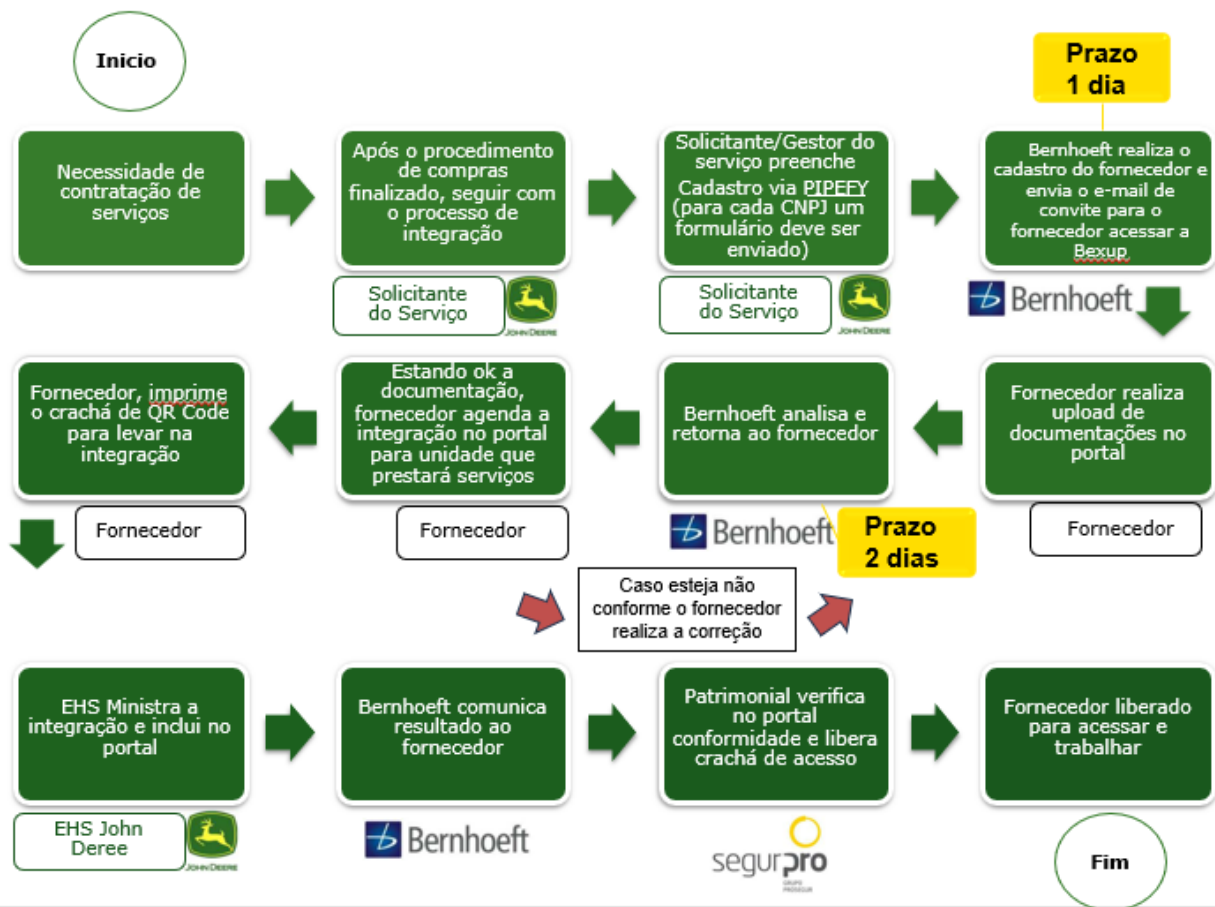 Inicio
Prazo
1 dia
Necessidade de
contratação de
serviços
Após o procedimento
de compras
finalizado, seguir com
o processo de
integração
Solicitante/Gestor do
serviço preenche
Cadastro via PIPEFY
(para cada CNPJ um
formulário deve ser
enviado)
Bernhoeft realiza o
cadastro do fornecedor e
envia o e-mail de
convite para o
fornecedor acessar a
Bexup
Solicitante
do Serviço
JOHN DEERE
Solicitante
do Serviço
JOHN DEERE
Bernhoeft
Fornecedor, imprime
o crachá de QR Code
para levar na
integração
Estando ok a
documentação,
fornecedor agenda a
integração no portal
para unidade que
prestará serviços
Bernhoeft analisa e
retorna ao fornecedor
Fornecedor realiza
upload de
documentações no
portal
Fornecedor
Fornecedor
Bernhoeft
Prazo
2 dias
Fornecedor
Caso esteja não
conforme o fornecedor
realiza a correção
EHS Ministra a
integração e inclui no
portal
Bernhoeft comunica
resultado ao
fornecedor
Patrimonial verifica
no portal
conformidade e libera
crachá de acesso
Fornecedor liberado
para acessar e
trabalhar
EHS John
Deree
JOHN DEERE
Bernhoeft
segurpro
GRUPO
PROSEGUR
Fim